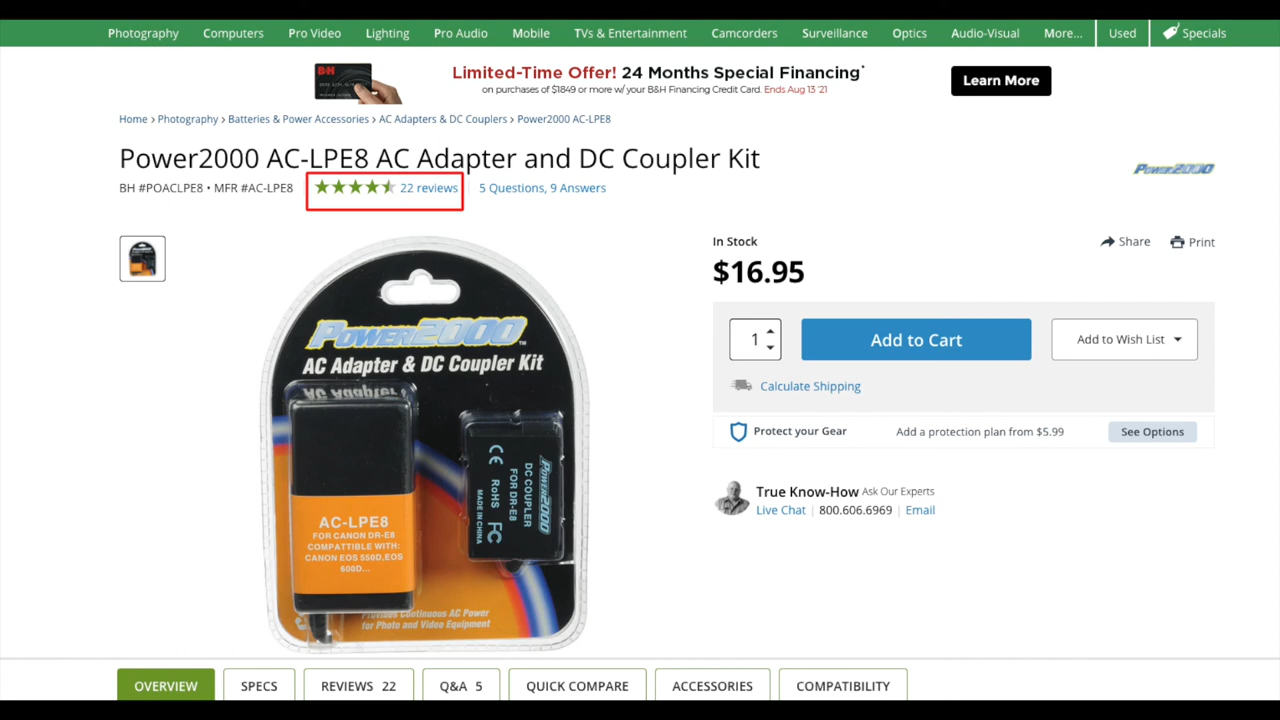 Photography Computers Pro Video Lighting Pro Audio Mobile TVs & Entertainment Camcorders Surveillance Optics Audio-Visual More... Used Specials
B&H
Limited-Time Offer! 24 Months Special Financing*
on purchases of $1849 or more w/ your B&H Financing Credit Card. Ends Aug 13 '21
Learn More
Home › Photography › Batteries & Power Accessories › AC Adapters & DC Couplers › Power2000 AC-LPE8
Power2000 AC-LPE8 AC Adapter and DC Coupler Kit
BH #POACLPE8 • MFR #AC-LPE8
22 reviews
5 Questions, 9 Answers
POWER2000
In Stock
Share
Print
$16.95
1
Add to Cart
Add to Wish List
Calculate Shipping
Protect your Gear
Add a protection plan from $5.99
See Options
True Know-How Ask Our Experts
Live Chat | 800.606.6969 | Email
POWER2000™
AC Adapter & DC Coupler Kit
AC Adapter
AC-LPE8
FOR CANON DR-E8
COMPATTIBLE WITH:
CANON EOS 550D,EOS
600D...
POWER2000
DC COUPLER
FOR DR-E8
CE RoHS FC
MADE IN CHINA
Provides Continuous AC Power
for Photo and Video Equipment
OVERVIEW
SPECS
REVIEWS 22
Q&A 5
QUICK COMPARE
ACCESSORIES
COMPATIBILITY